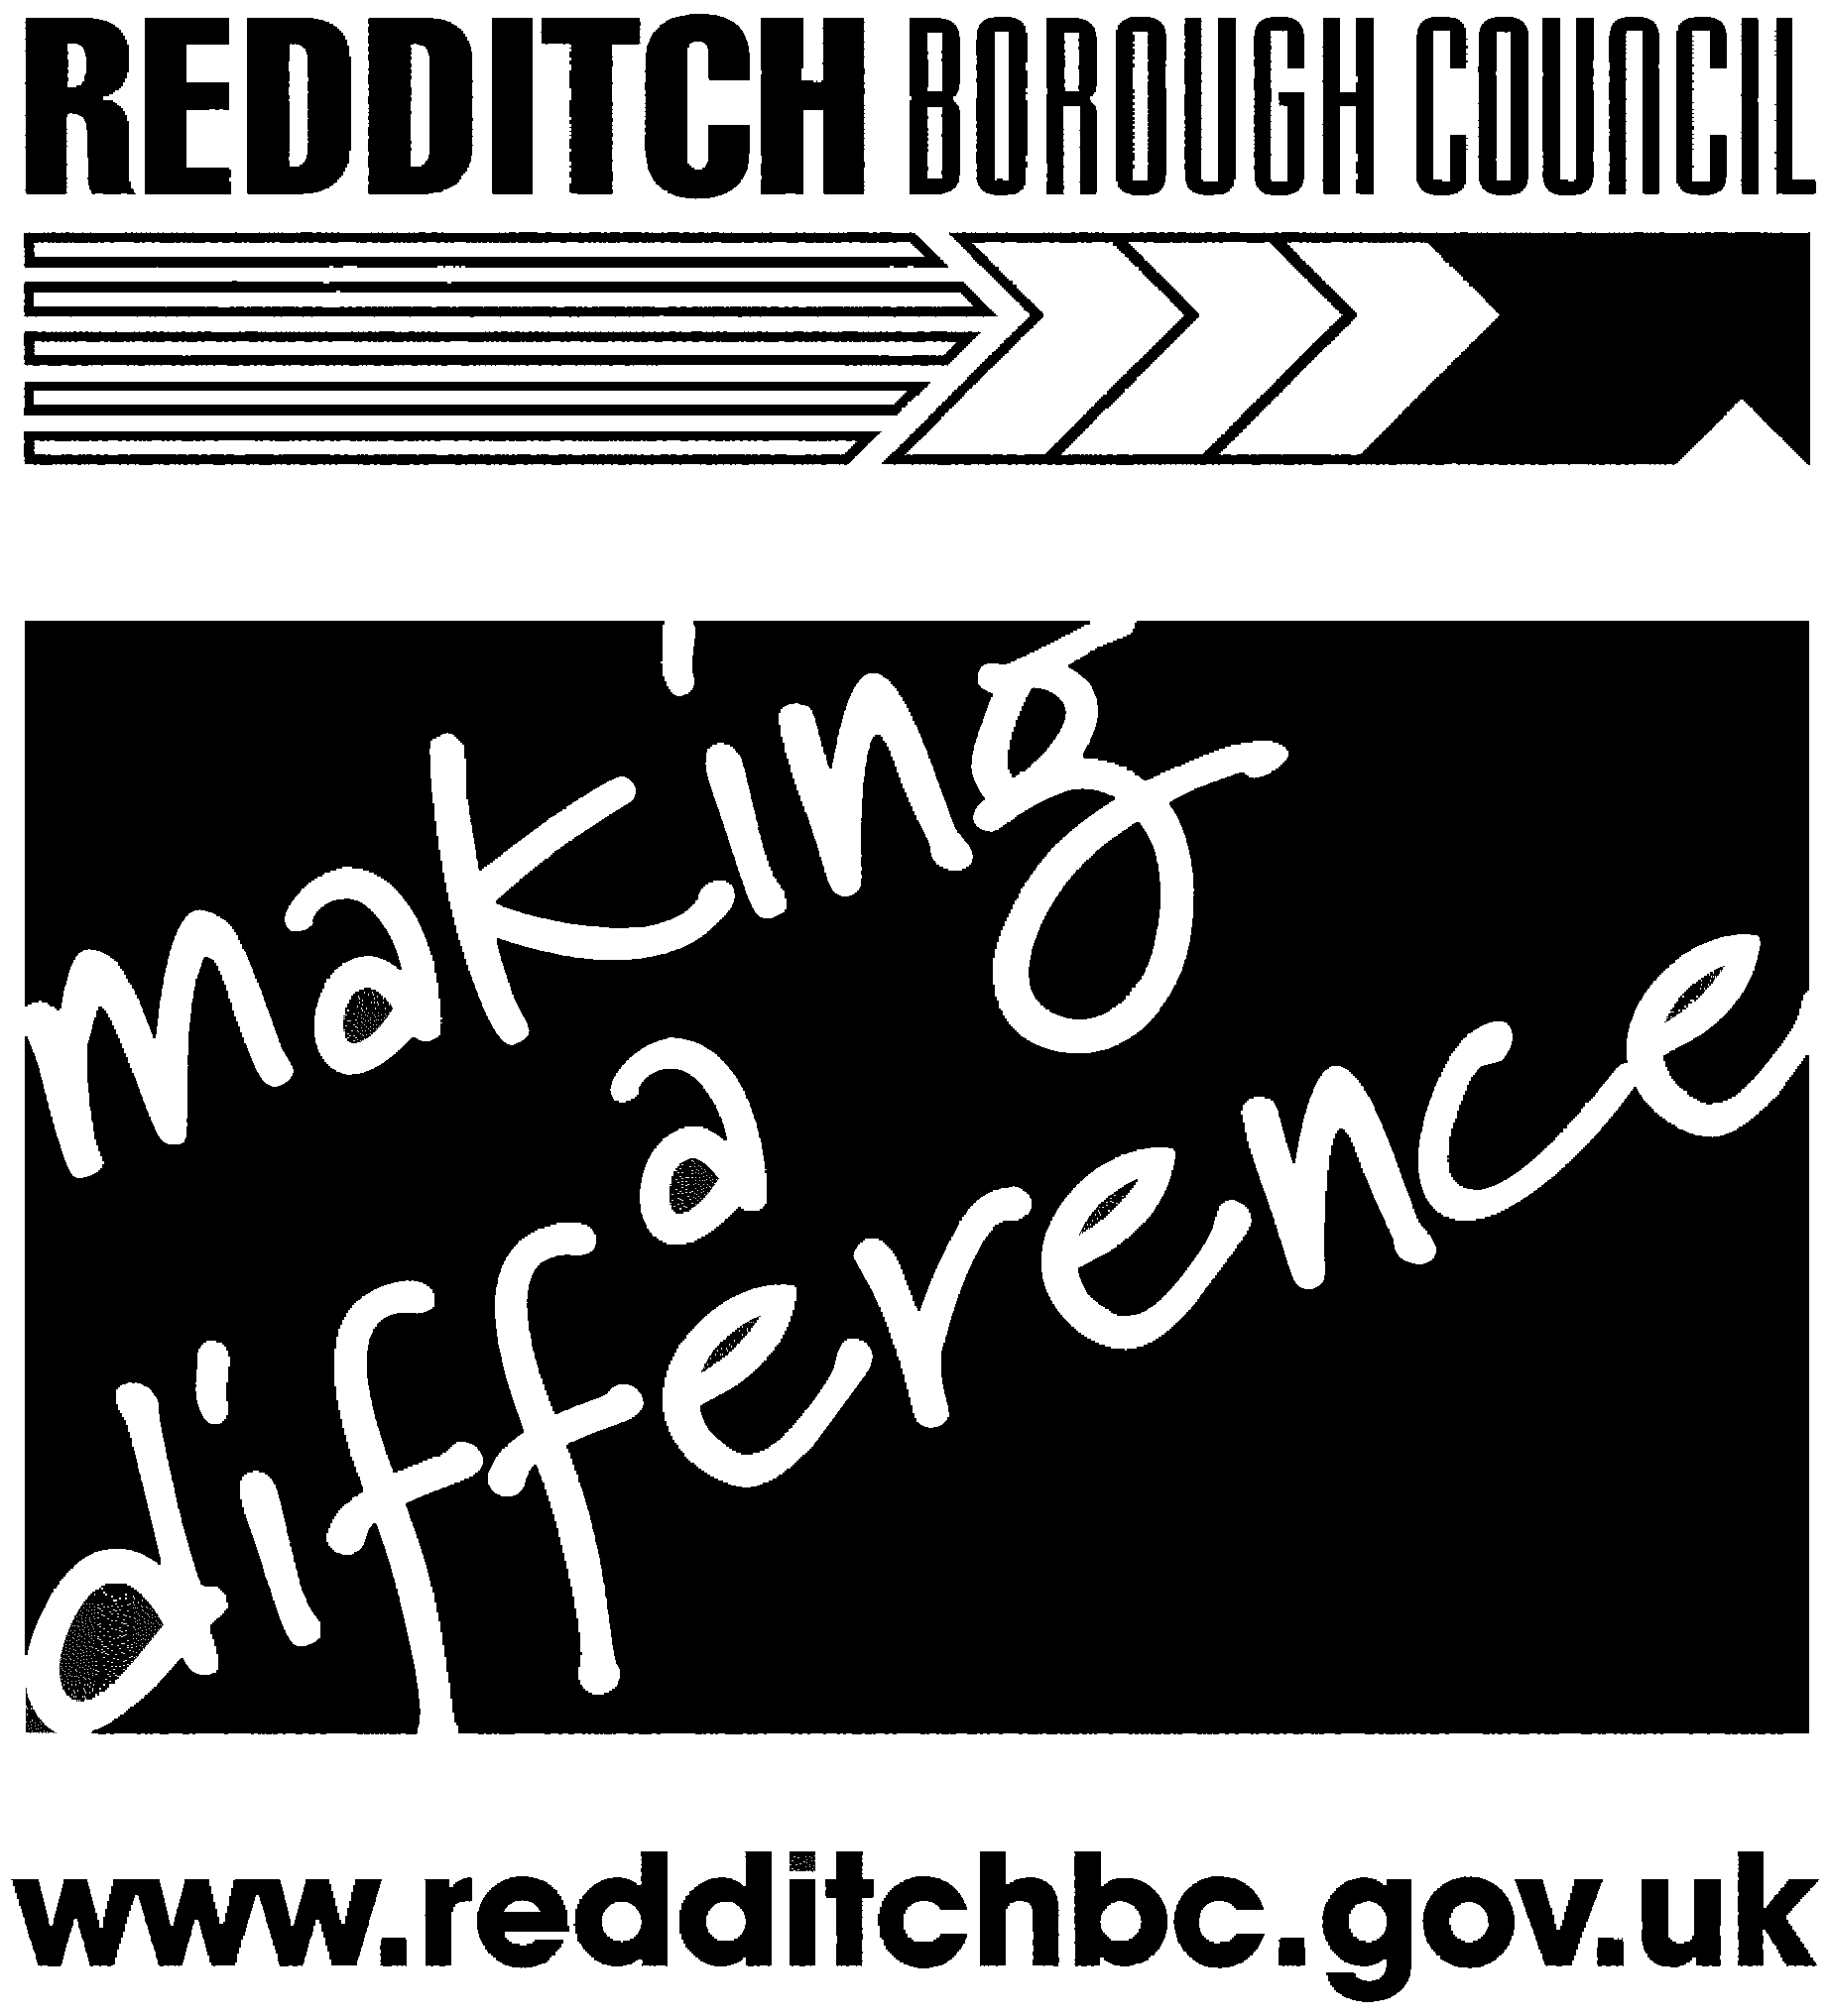 REDDITCH BOROUGH COUNCIL
making
a
difference
www.redditchbc.gov.uk